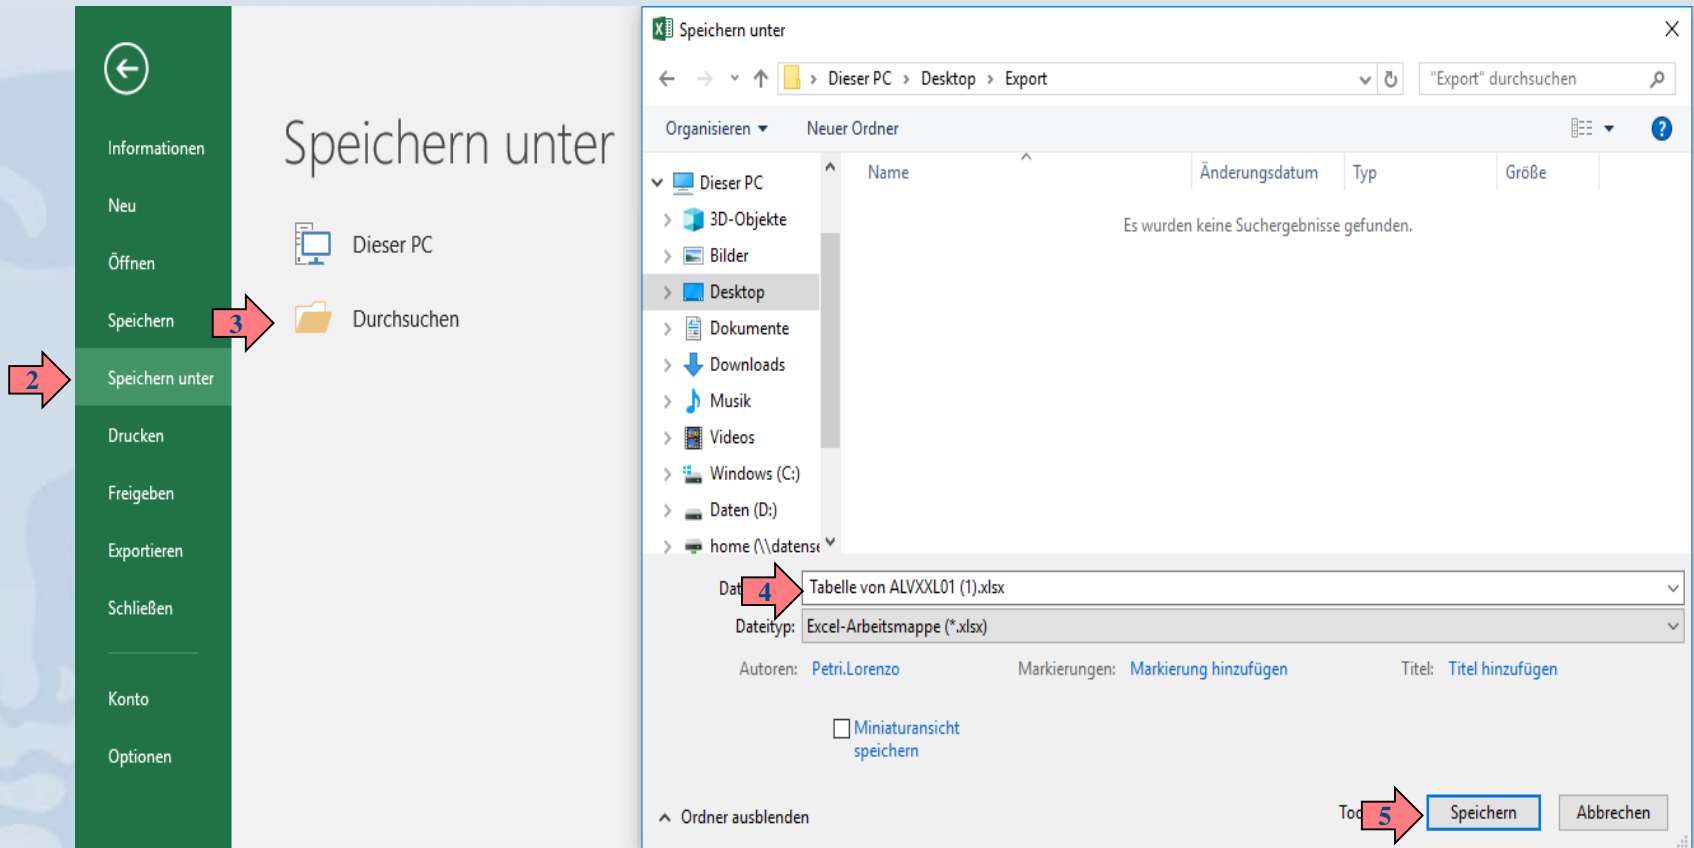 Informationen
Neu
Öffnen
Speichern
Speichern unter
Drucken
Freigeben
Exportieren
Schließen
Konto
Optionen
2
Speichern unter
Dieser PC
3
Durchsuchen
Speichern unter
Dieser PC
Desktop
Export
"Export" durchsuchen
Organisieren
Neuer Ordner
?
Dieser PC
3D-Objekte
Bilder
Desktop
Dokumente
Downloads
Musik
Videos
Windows (C:)
Daten (D:)
home (\\datense
Name
Änderungsdatum
Typ
Größe
Es wurden keine Suchergebnisse gefunden.
Dat
4
Tabelle von ALVXXL01 (1).xlsx
Dateityp: Excel-Arbeitsmappe (*.xlsx)
Autoren: Petri.Lorenzo
Markierungen: Markierung hinzufügen
Titel: Titel hinzufügen
Miniaturansicht
speichern
Ordner ausblenden
5
Speichern
Abbrechen